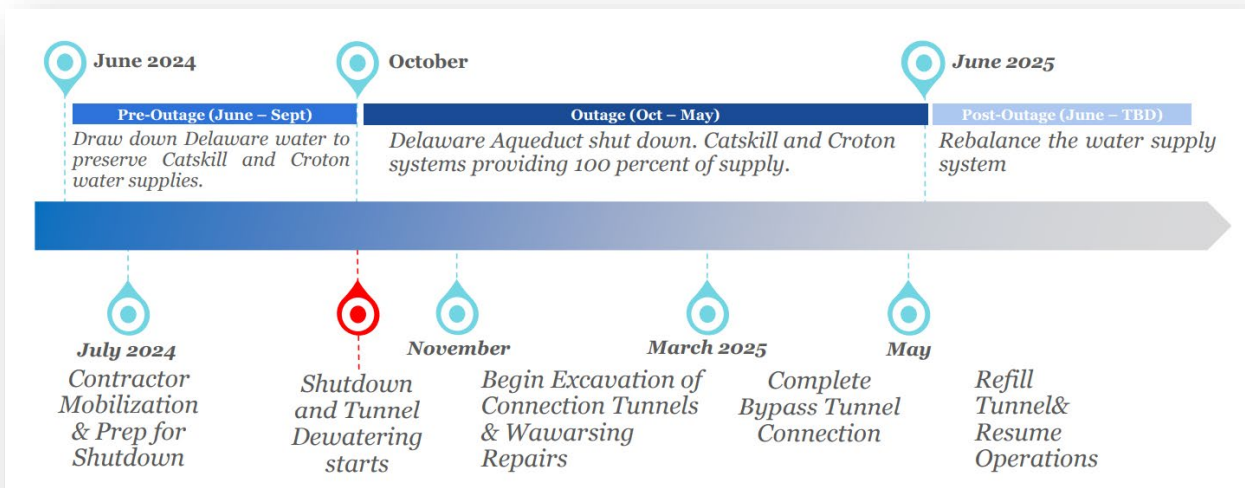 June 2024
October
June 2025
Pre-Outage (June – Sept)
Outage (Oct – May)
Post-Outage (June – TBD)
Draw down Delaware water to
preserve Catskill and Croton
water supplies.
Delaware Aqueduct shut down. Catskill and Croton
systems providing 100 percent of supply.
Rebalance the water supply
system
July 2024
Contractor
Mobilization
& Prep for
Shutdown
Shutdown
and Tunnel
Dewatering
starts
November
Begin Excavation of
Connection Tunnels
& Wawarsing
Repairs
March 2025
Complete
Bypass Tunnel
Connection
May
Refill
Tunnel&
Resume
Operations